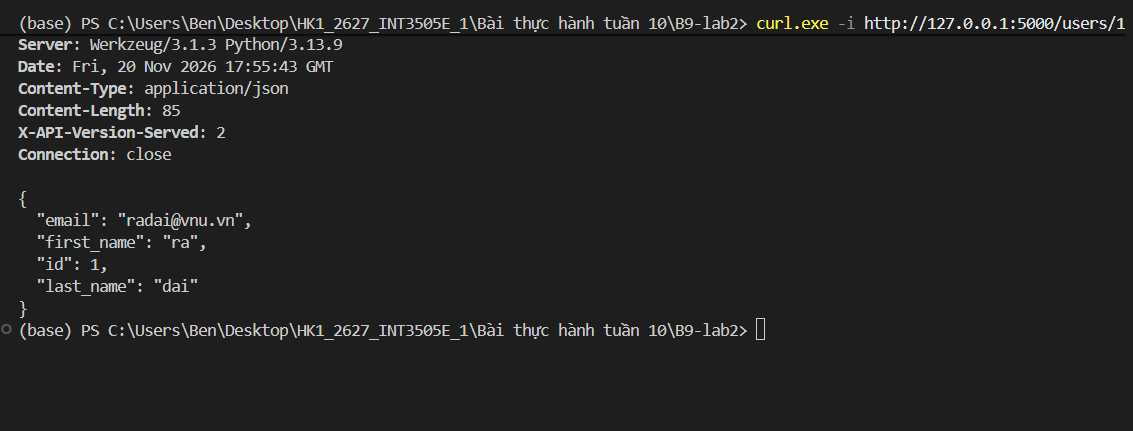 (base) PS C:\Users\Ben\Desktop\HK1_2627_INT3505E_1\Bài thực hành tuần 10\B9-lab2> curl.exe -i http://127.0.0.1:5000/users/1
Server: Werkzeug/3.1.3 Python/3.13.9
Date: Fri, 20 Nov 2026 17:55:43 GMT
Content-Type: application/json
Content-Length: 85
X-API-Version-Served: 2
Connection: close

{
  "email": "radai@vnu.vn",
  "first_name": "ra",
  "id": 1,
  "last_name": "dai"
}
(base) PS C:\Users\Ben\Desktop\HK1_2627_INT3505E_1\Bài thực hành tuần 10\B9-lab2>